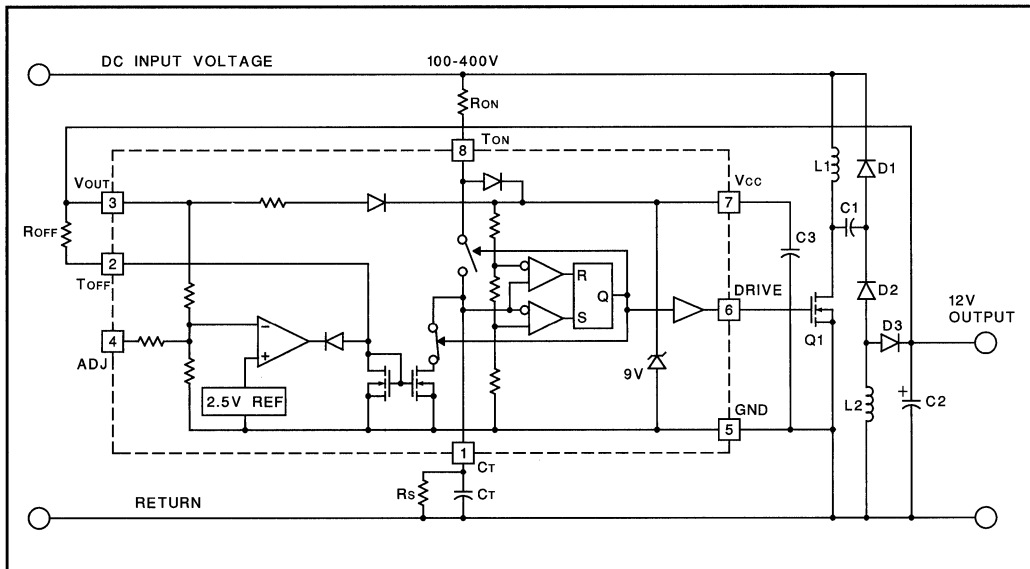 DC INPUT VOLTAGE
100-400V
RON
TON
8
L1
D1
VOUT
VCC
3
7
C1
ROFF
C3
2
TOFF
R
Q
S
D2
DRIVE
6
12V
OUTPUT
4
ADJ
−
+
Q1
D3
9V
2.5V REF
GND
5
L2
+
C2
1
CT
RS
CT
RETURN